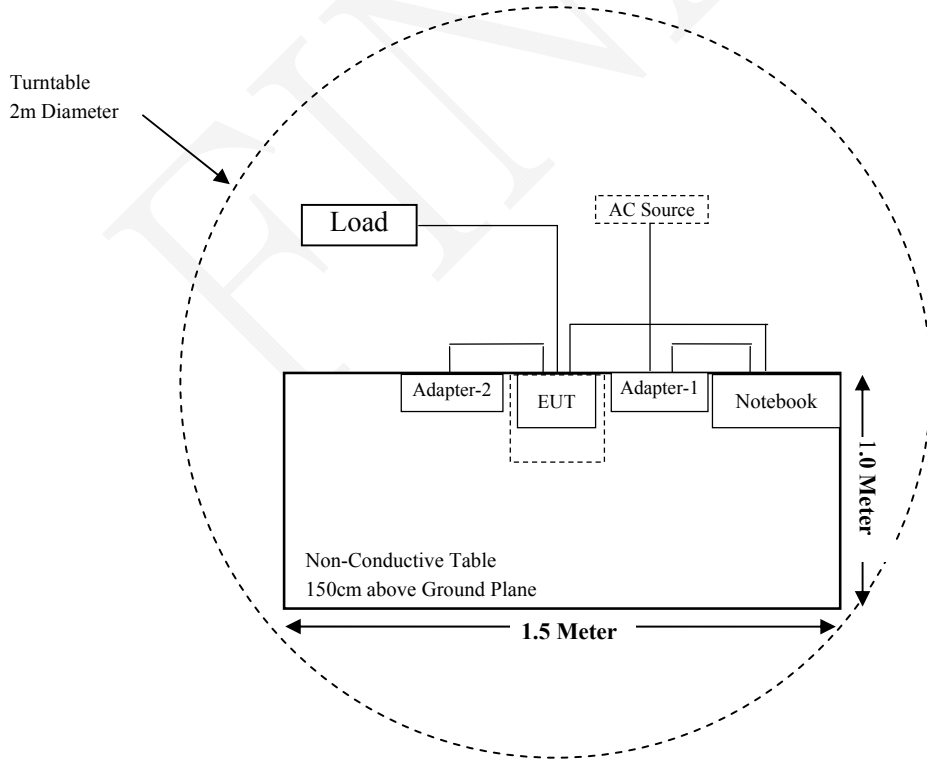 Turntable
2m Diameter
Load
AC Source
Adapter-2
EUT
Adapter-1
Notebook
1.0 Meter
Non-Conductive Table
150cm above Ground Plane
1.5 Meter